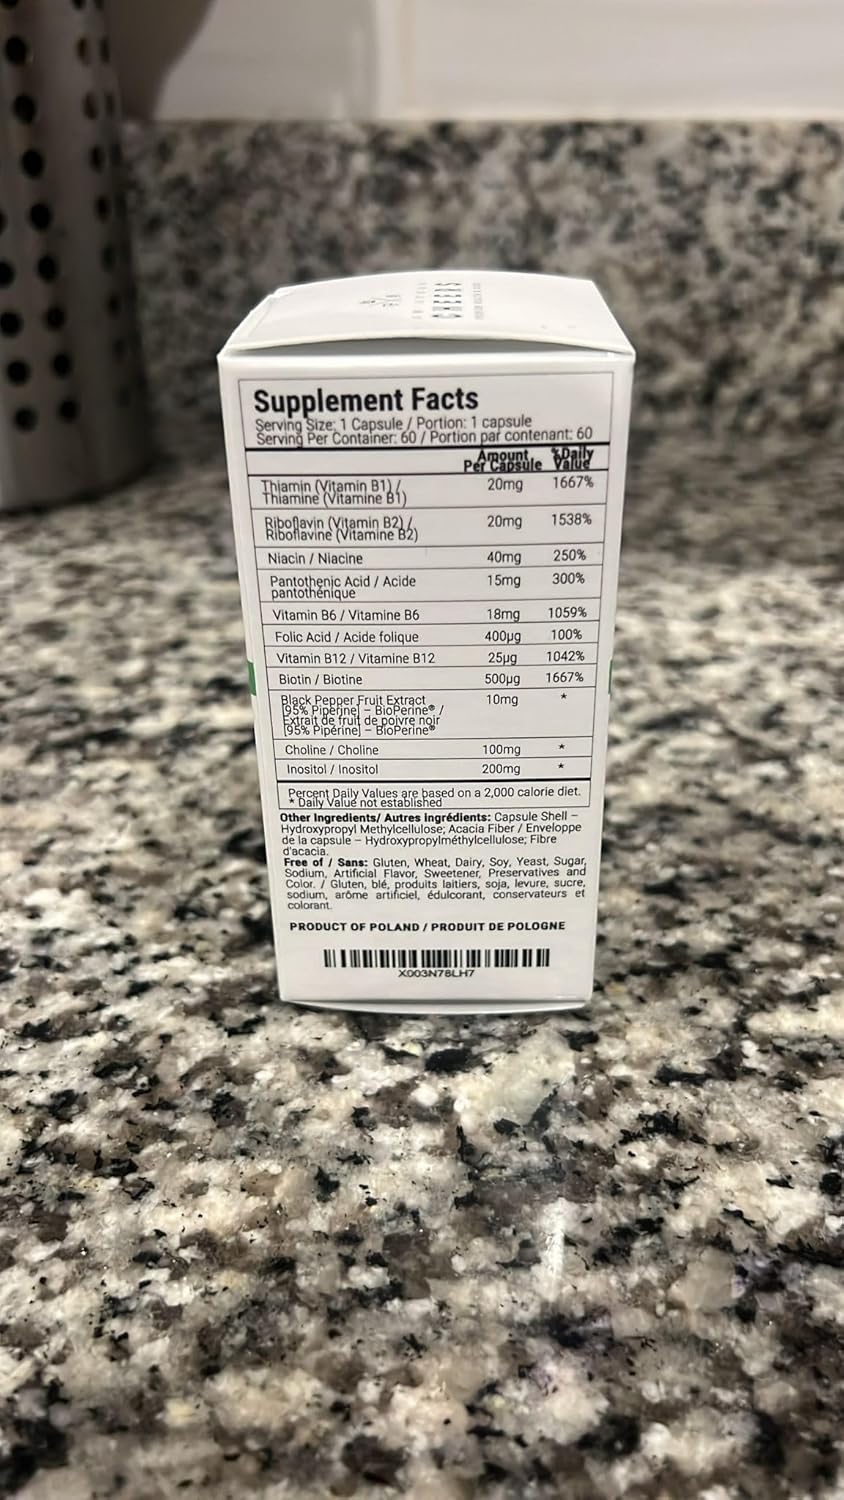 CHEERS
Supplement Facts
Serving Size: 1 Capsule / Portion: 1 capsule
Serving Per Container: 60 / Portion par contenant: 60
Amount Per Capsule %Daily Value
Thiamin (Vitamin B1) / 20mg 1667%
Thiamine (Vitamine B1)
Riboflavin (Vitamin B2) / 20mg 1538%
Riboflavine (Vitamine B2)
Niacin / Niacine 40mg 250%
Pantothenic Acid / Acide 15mg 300%
pantothénique
Vitamin B6 / Vitamine B6 18mg 1059%
Folic Acid / Acide folique 400µg 100%
Vitamin B12 / Vitamine B12 25µg 1042%
Biotin / Biotine 500µg 1667%
Black Pepper Fruit Extract 10mg *
[95% Piperine] – BioPerine® /
Extrait de fruit de poivre noir
[95% Pipérine] – BioPerine®
Choline / Choline 100mg *
Inositol / Inositol 200mg *
Percent Daily Values are based on a 2,000 calorie diet.
* Daily Value not established
Other Ingredients/ Autres Ingrédients: Capsule Shell –
Hydroxypropyl Methylcellulose; Acacia Fiber / Enveloppe
de la capsule – Hydroxypropylméthylcellulose; Fibre
d'acacia.
Free of / Sans: Gluten, Wheat, Dairy, Soy, Yeast, Sugar,
Sodium, Artificial Flavor, Sweetener, Preservatives and
Color. / Gluten, blé, produits laitiers, soja, levure, sucre,
sodium, arôme artificiel, édulcorant, conservateurs et
colorant.
PRODUCT OF POLAND / PRODUIT DE POLOGNE
X003N78LH7